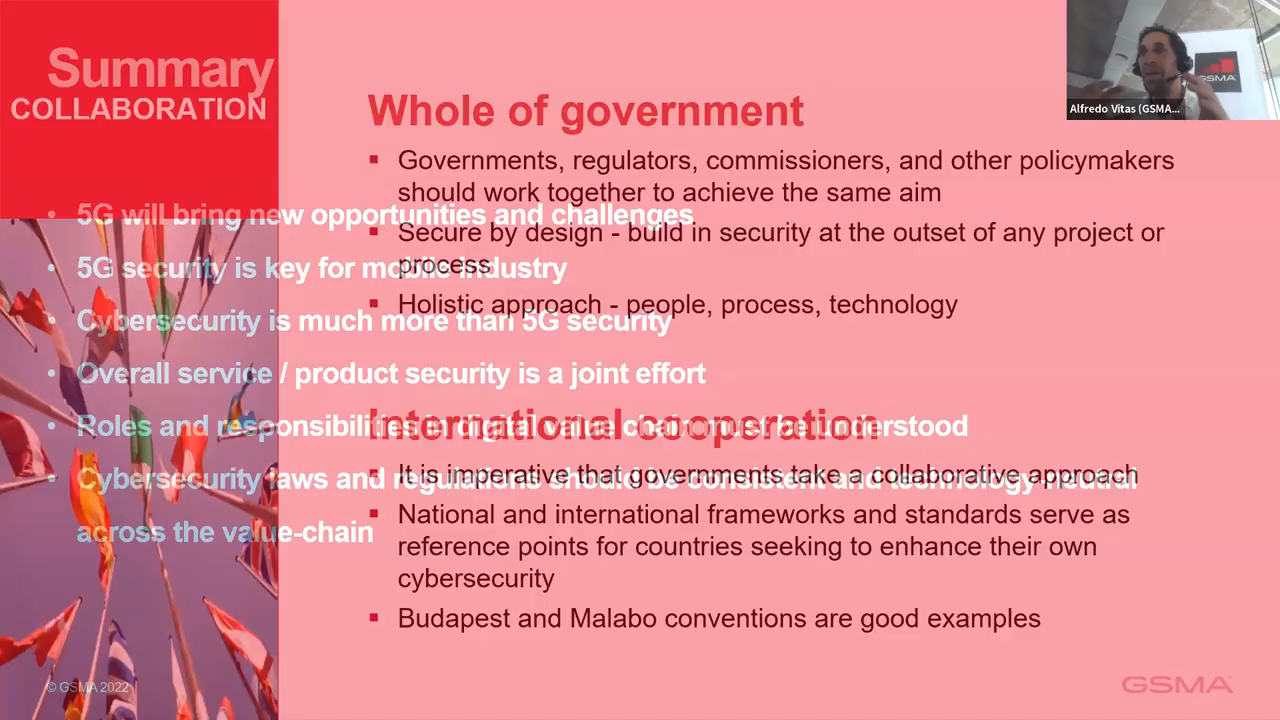 Summary
COLLABORATION
5G will bring new opportunities and challenges
5G security is key for mobile industry
Cybersecurity is much more than 5G security
Overall service / product security is a joint effort
Roles and responsibilities in digital value chain must be understood
Cybersecurity laws and regulations should be consistent and technology neutral
across the value-chain
© GSMA 2022
Whole of government
Governments, regulators, commissioners, and other policymakers
should work together to achieve the same aim
Secure by design - build in security at the outset of any project or
process
Holistic approach - people, process, technology
International cooperation
It is imperative that governments take a collaborative approach
National and international frameworks and standards serve as
reference points for countries seeking to enhance their own
cybersecurity
Budapest and Malabo conventions are good examples
GSMA
GSMA
Alfredo Vitas (GSMA...